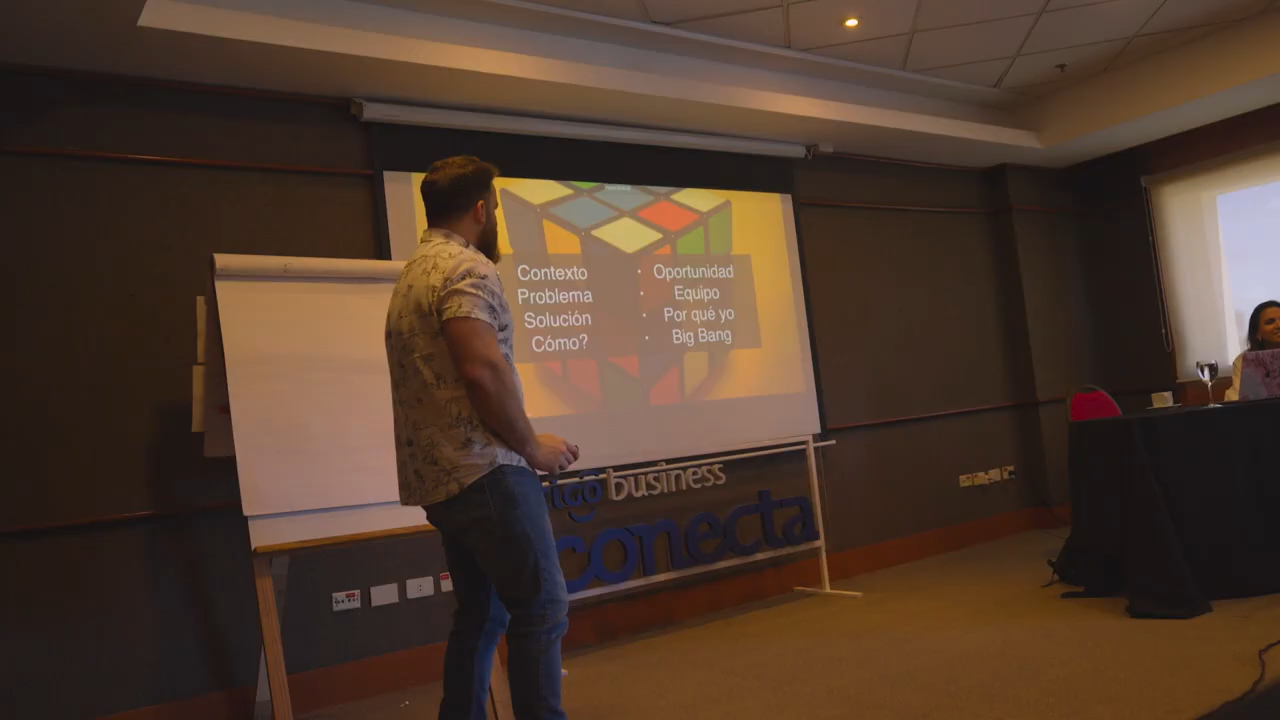 Contexto
Problema
Solución
Cómo?
• Oportunidad
• Equipo
• Por qué yo
• Big Bang
business
conecta